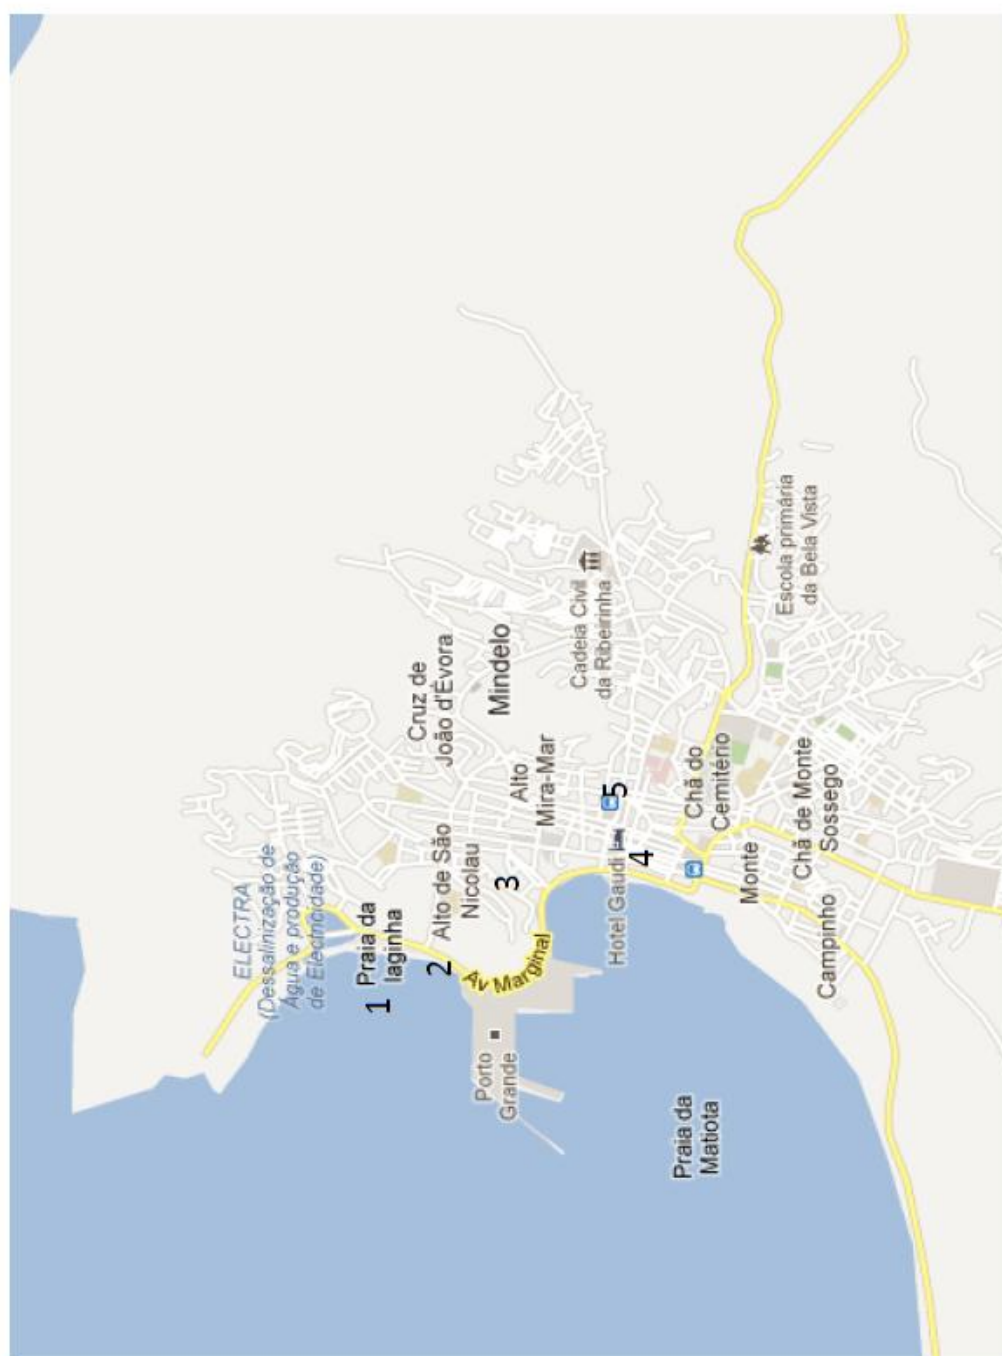 ELECTRA
(Dessalinização de
Água e produção
de Electricidade)
1
Praia da
laginha
2
Alto de São
Nicolau
Cruz de
João d'Évora
Mindelo
3
Av Marginal
Porto
Grande
Alto
Mira-Mar
Cadeia Civil
da Ribeirinha
Hotel Gaudi
4
5
Praia da
Matiota
Chã do
Cemitério
Monte
Escola primária
da Bela Vista
Chã de Monte
Sossego
Campinho